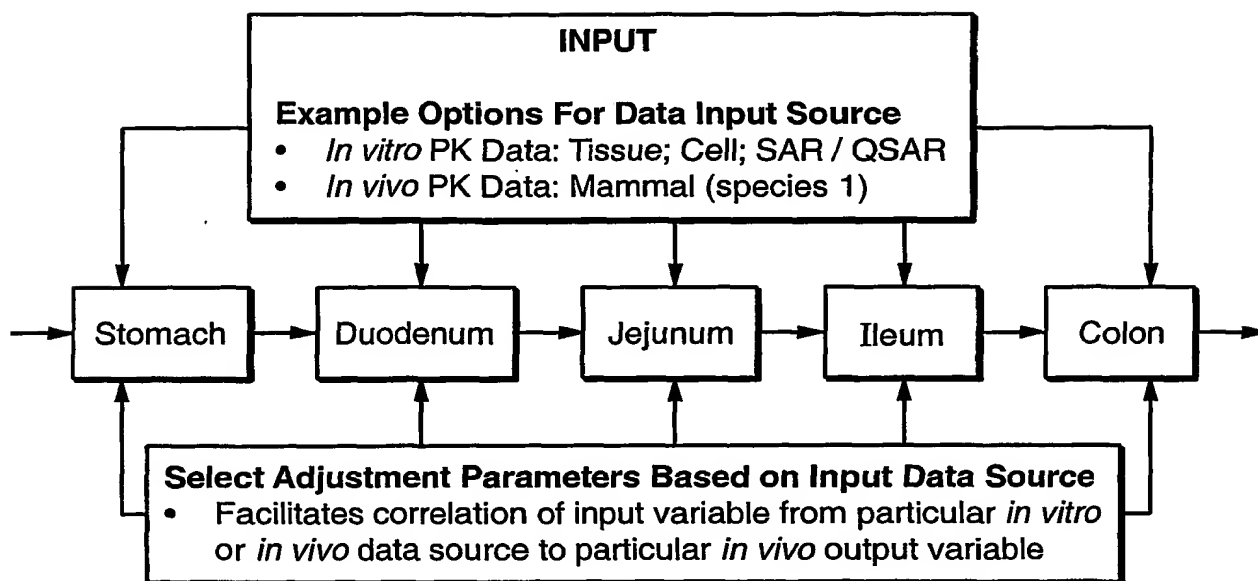 INPUT
Example Options For Data Input Source
• In vitro PK Data: Tissue; Cell; SAR / QSAR
• In vivo PK Data: Mammal (species 1)
Stomach
Duodenum
Jejunum
Ileum
Colon
Select Adjustment Parameters Based on Input Data Source
• Facilitates correlation of input variable from particular in vitro
or in vivo data source to particular in vivo output variable